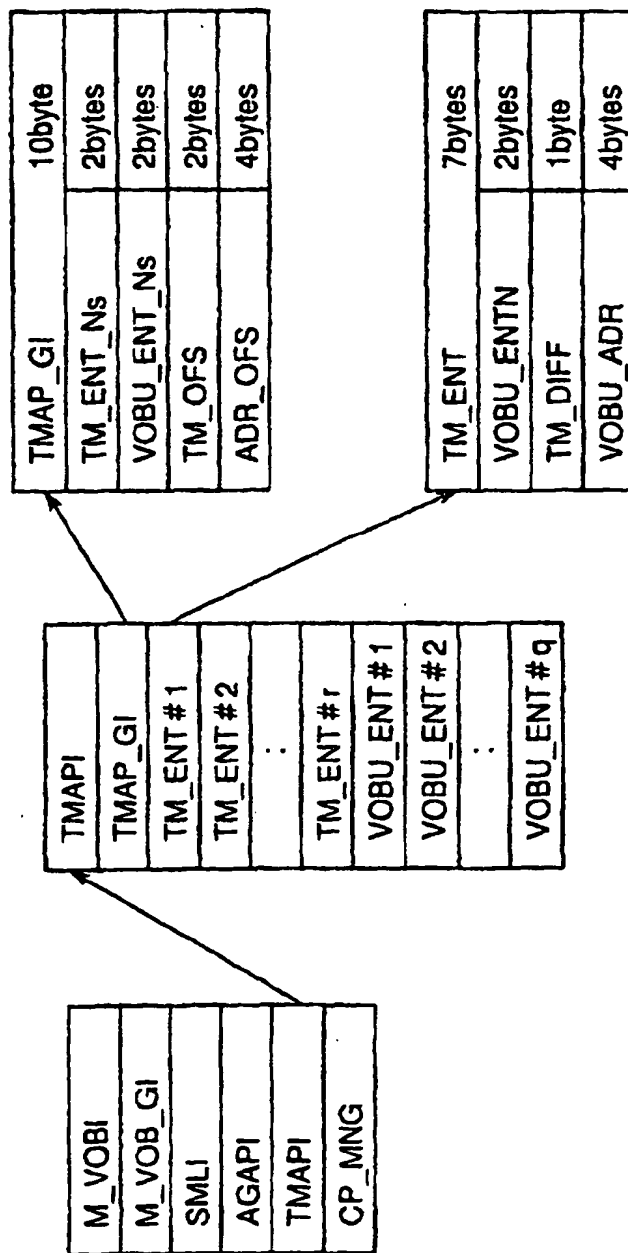 M_VOBI
M_VOB_GI
SMLI
AGAPI
TMAPI
CP_MNG
TMAPI
TMAP_GI
TM_ENT#1
TM_ENT#2
:
TM_ENT#r
VOBU_ENT#1
VOBU_ENT#2
:
VOBU_ENT#q
TMAP_GI 10byte
TM_ENT_Ns 2bytes
VOBU_ENT_Ns 2bytes
TM_OFS 2bytes
ADR_OFS 4bytes
TM_ENT 7bytes
VOBU_ENTN 2bytes
TM_DIFF 1byte
VOBU_ADR 4bytes